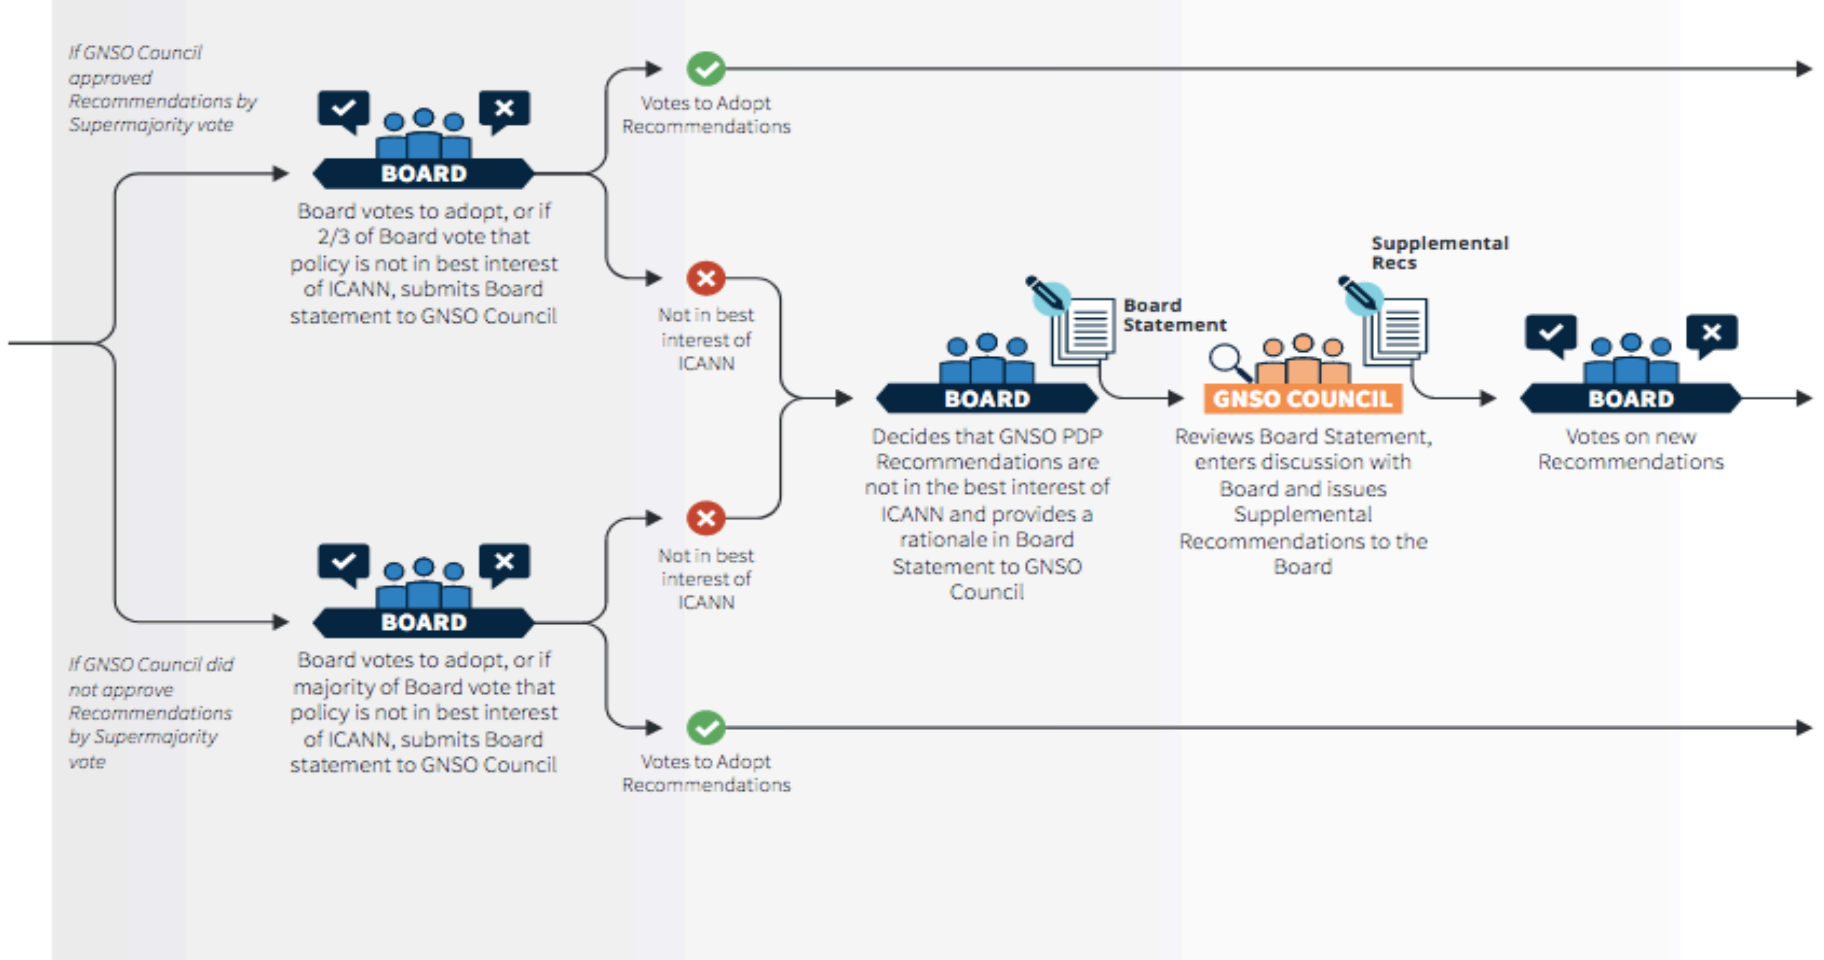 If GNSO Council
approved
Recommendations by
Supermajority vote
BOARD
Board votes to adopt, or if
2/3 of Board vote that
policy is not in best interest
of ICANN, submits Board
statement to GNSO Council
Votes to Adopt
Recommendations
Not in best
interest of
ICANN
If GNSO Council did
not approve
Recommendations
by Supermajority
vote
BOARD
Board votes to adopt, or if
majority of Board vote that
policy is not in best interest
of ICANN, submits Board
statement to GNSO Council
Not in best
interest of
ICANN
Votes to Adopt
Recommendations
Board
Statement
BOARD
Decides that GNSO PDP
Recommendations are
not in the best interest of
ICANN and provides a
rationale in Board
Statement to GNSO
Council
Supplemental
Recs
GNSO COUNCIL
Reviews Board Statement,
enters discussion with
Board and issues
Supplemental
Recommendations to the
Board
BOARD
Votes on new
Recommendations